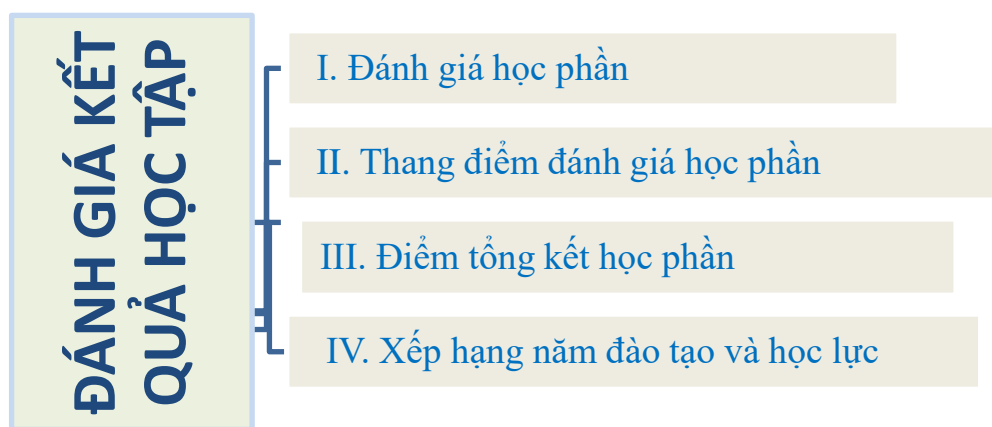 ĐÁNH GIÁ KẾT
QUẢ HỌC TẬP
I. Đánh giá học phần
II. Thang điểm đánh giá học phần
III. Điểm tổng kết học phần
IV. Xếp hạng năm đào tạo và học lực